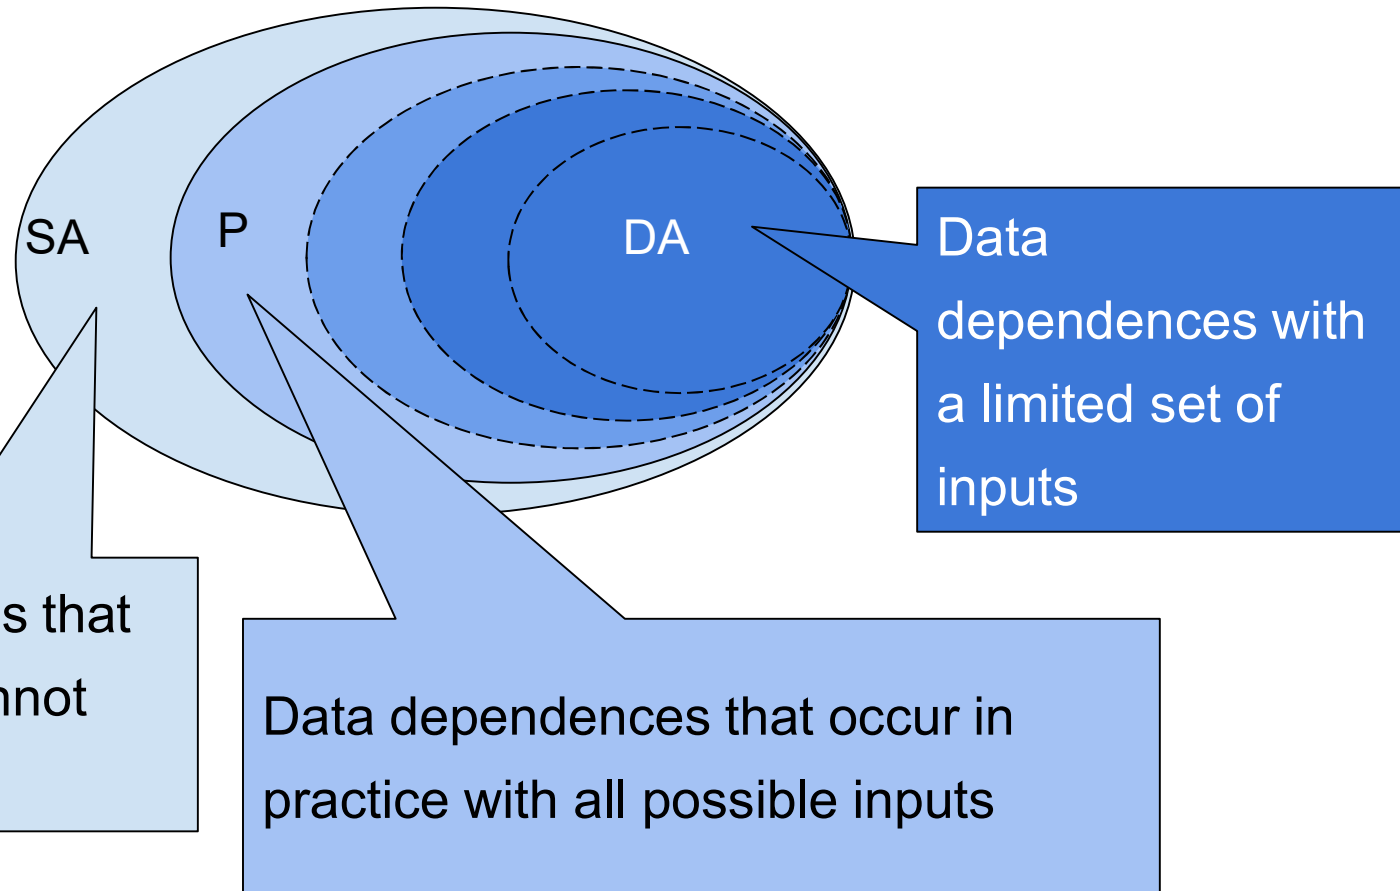 SA
P
DA
Data
dependences with
a limited set of
inputs
s that
nnot
Data dependences that occur in
practice with all possible inputs